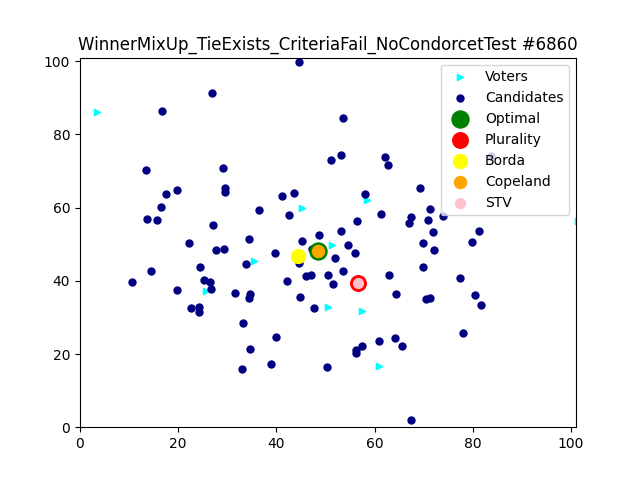 WinnerMixUp_TieExists_CriteriaFail_NoCondorcetTest #6860
100
80
60
40
20
0
0
20
40
60
80
100
Voters
Candidates
Optimal
Plurality
Borda
Copeland
STV